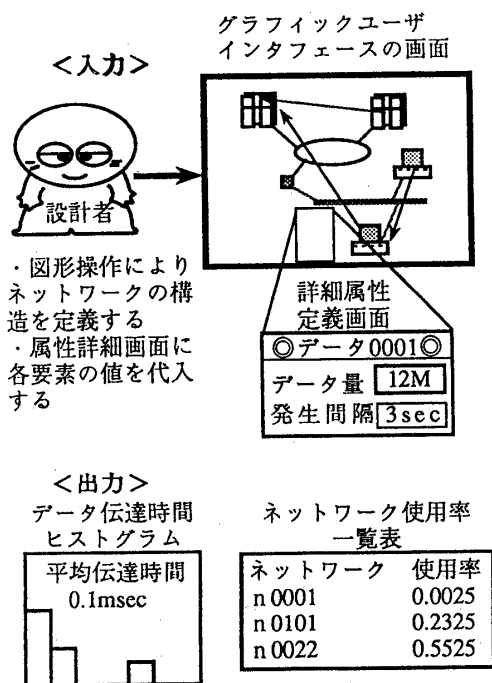 グラフィックユーザ
インタフェースの画面
<入力>
設計者
・図形操作により
ネットワークの構
造を定義する
・属性詳細画面に
各要素の値を代入
する
詳細属性
定義画面
◎データ0001◎
データ量 12M
発生間隔 3sec
<出力>
データ伝達時間
ヒストグラム
平均伝達時間
0.1msec
ネットワーク使用率
一覧表
ネットワーク 使用率
n0001 0.0025
n0101 0.2325
n0022 0.5525